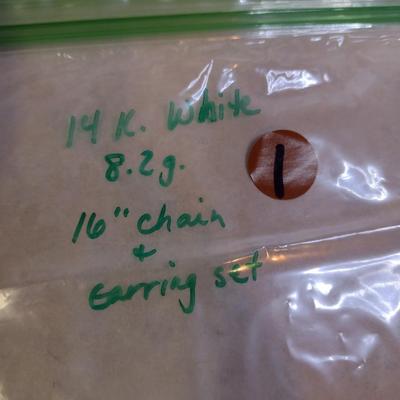 14 K. White
8.2g.
1
16" chain
+
Earring set